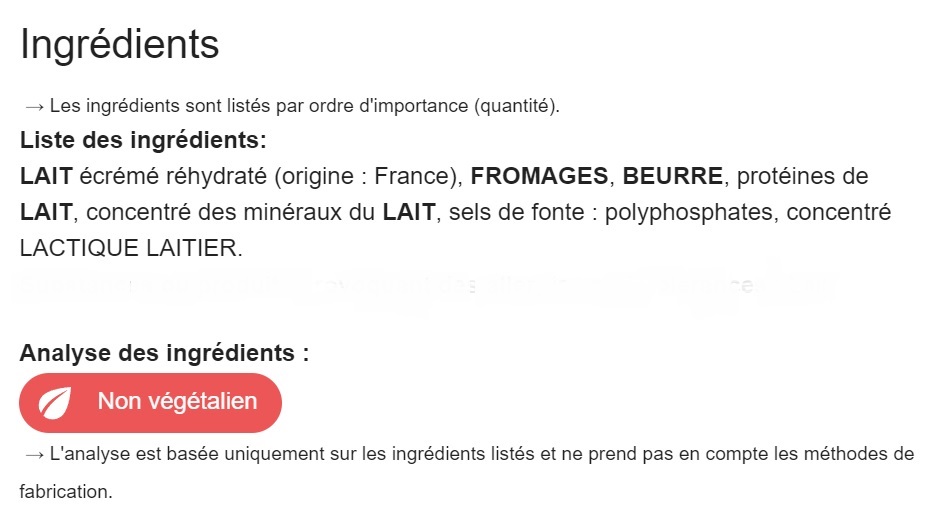 Ingrédients
→ Les ingrédients sont listés par ordre d'importance (quantité).
Liste des ingrédients:
LAIT écrémé réhydraté (origine : France), FROMAGES, BEURRE, protéines de
LAIT, concentré des minéraux du LAIT, sels de fonte : polyphosphates, concentré
LACTIQUE LAITIER.
Analyse des ingrédients :
Non végétalien
→ L'analyse est basée uniquement sur les ingrédients listés et ne prend pas en compte les méthodes de
fabrication.